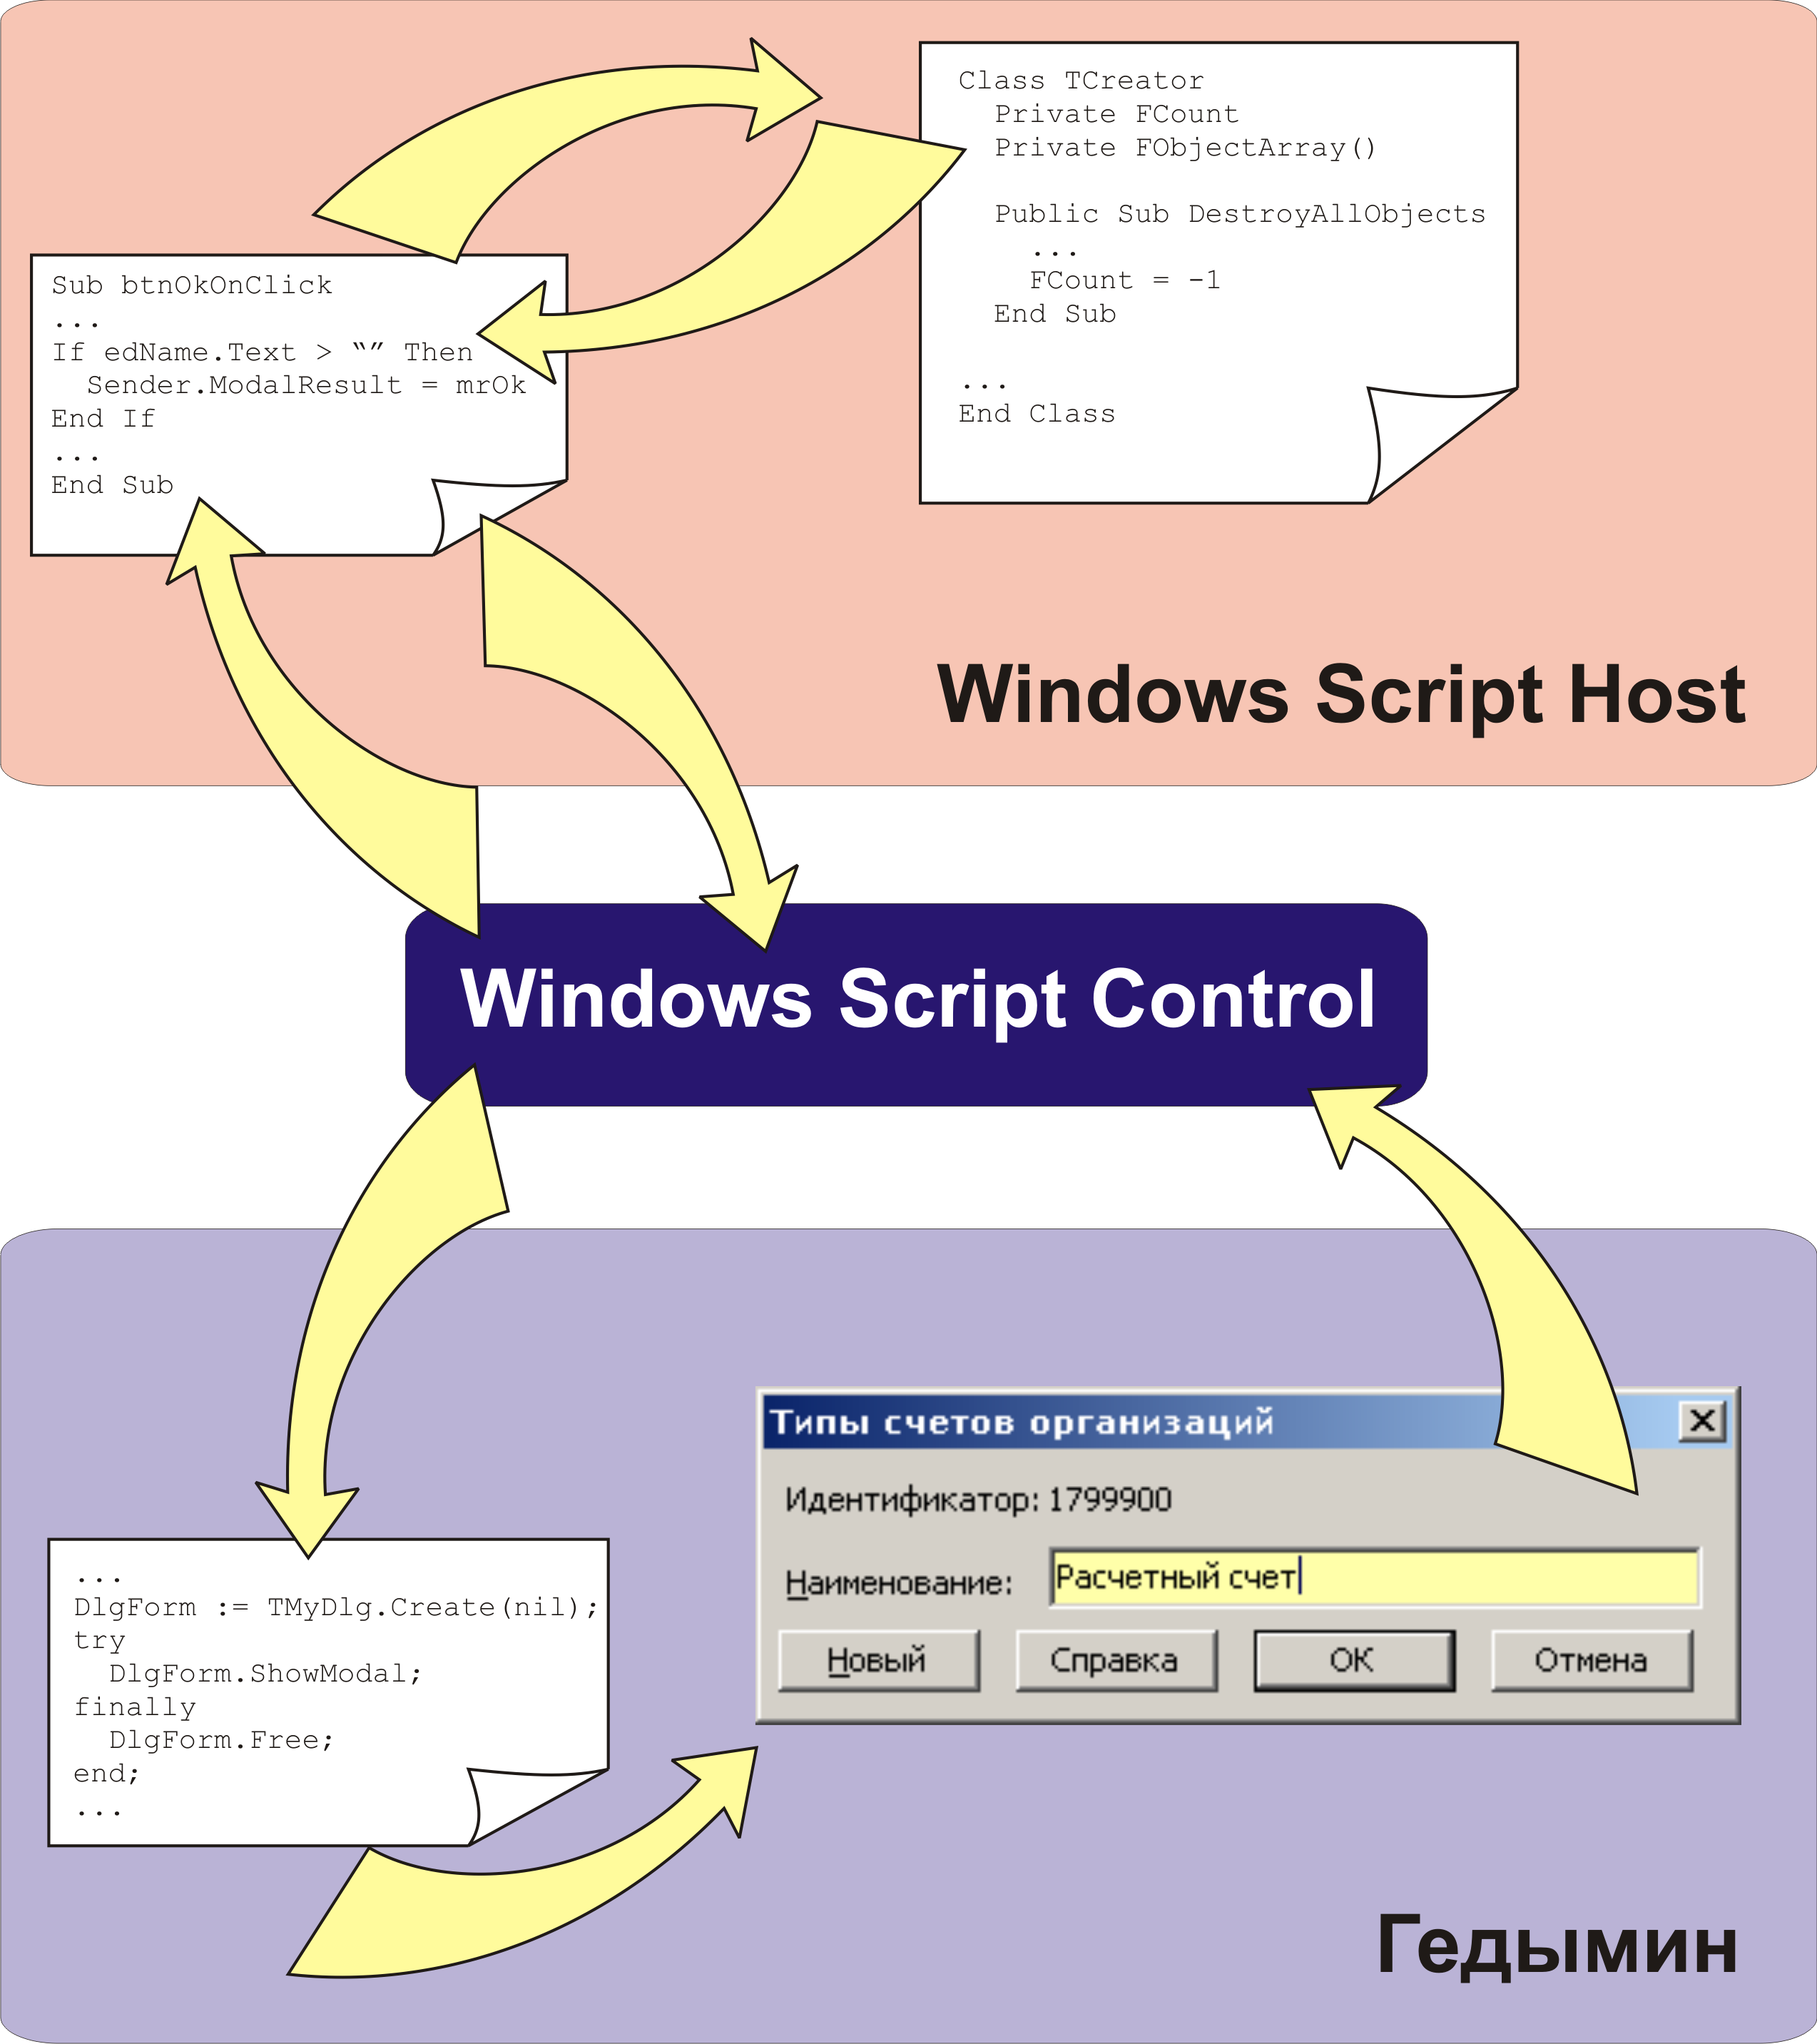 Class TCreator
Private FCount
Private FObjectArray()
Public Sub DestroyAllObjects
...
FCount = -1
End Sub
...
End Class
Sub btnOkOnClick
...
If edName.Text > “” Then
Sender.ModalResult = mrOk
End If
...
End Sub
Windows Script Host
Windows Script Control
Типы счетов организаций
Идентификатор: 1799900
Наименование: Расчетный счет
Новый Справка ОК Отмена
...
DlgForm := TMyDlg.Create(nil);
try
DlgForm.ShowModal;
finally
DlgForm.Free;
end;
...
Гедымин